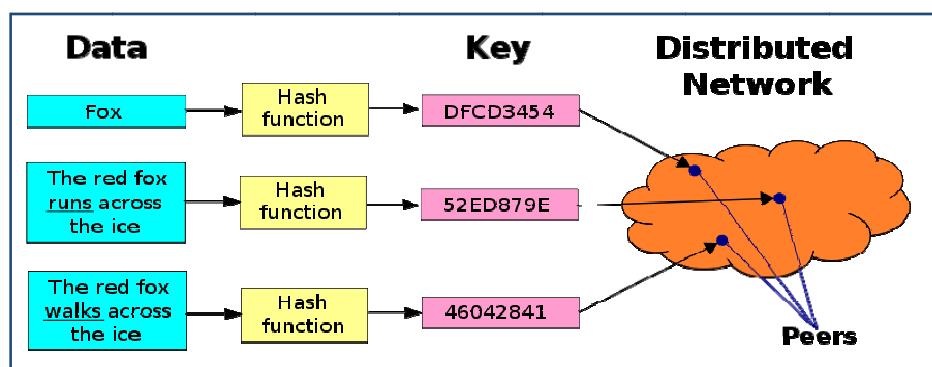 Data
Key
Distributed
Network
Fox
Hash
function
DFCD3454
The red fox
runs across
the ice
Hash
function
52ED879E
The red fox
walks across
the ice
Hash
function
46042841
Peers